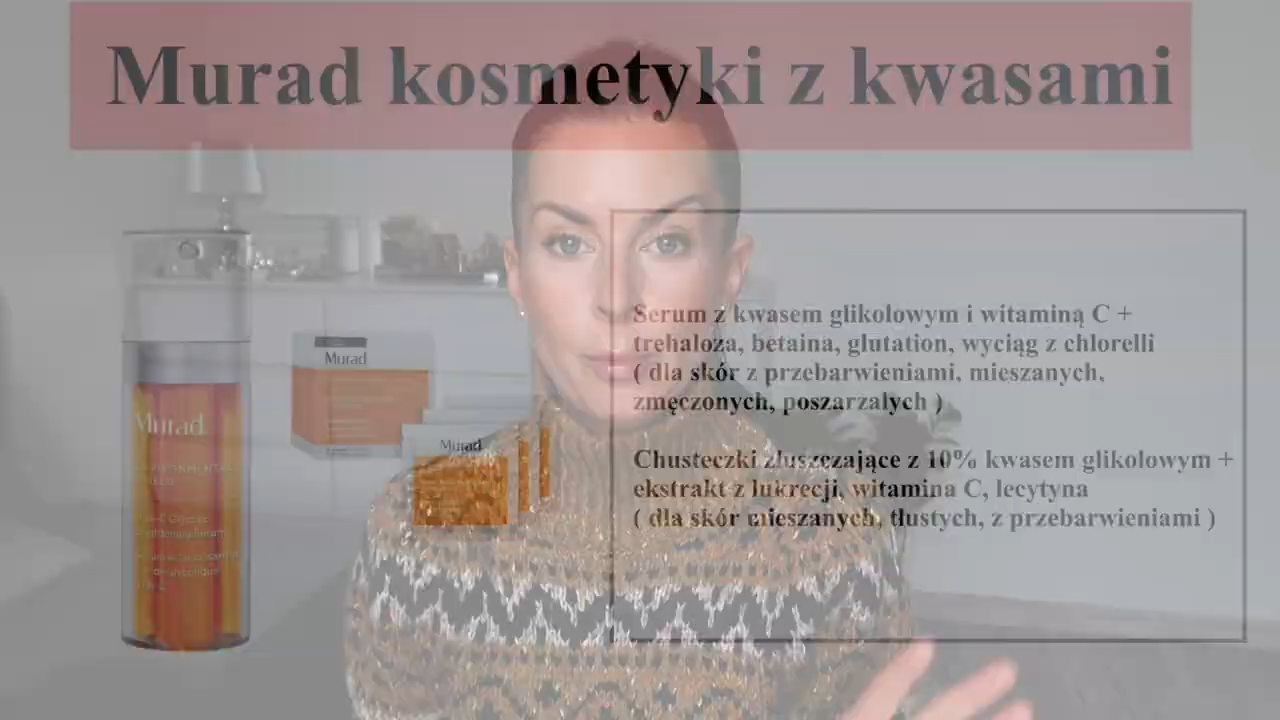 Murad kosmetyki z kwasami
Serum z kwasem glikolowym i witaminą C +
trehaloza, betaina, glutation, wyciąg z chlorelli
( dla skór z przebarwieniami, mieszanych,
zmęczonych, poszarzałych )
Chusteczki złuszczające z 10% kwasem glikolowym +
ekstrakt z lukrecji, witamina C, lecytyna
( dla skór mieszanych, tłustych, z przebarwieniami )
Murad
Murad
Murad